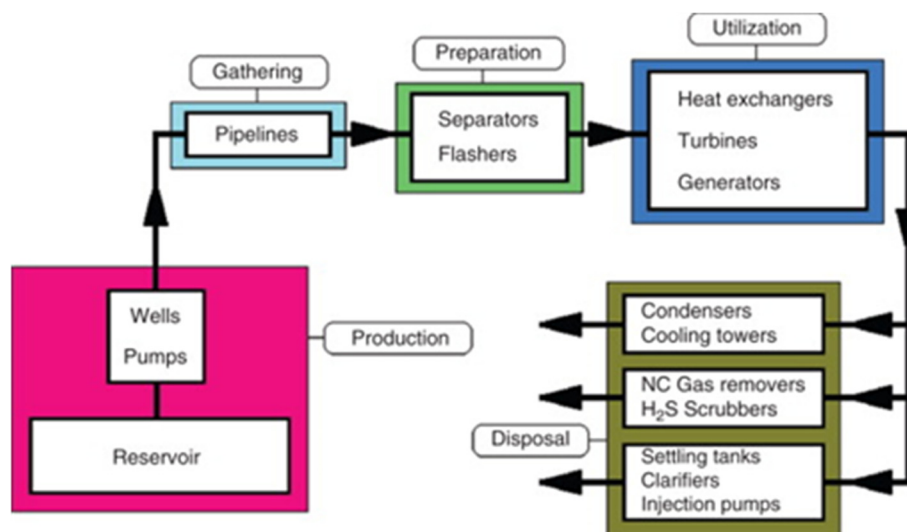 Utilization
Preparation
Gathering
Heat exchangers
Turbines
Generators
Separators
Flashers
Pipelines
Wells
Pumps
Production
Reservoir
Condensers
Cooling towers
NC Gas removers
H₂S Scrubbers
Disposal
Settling tanks
Clarifiers
Injection pumps